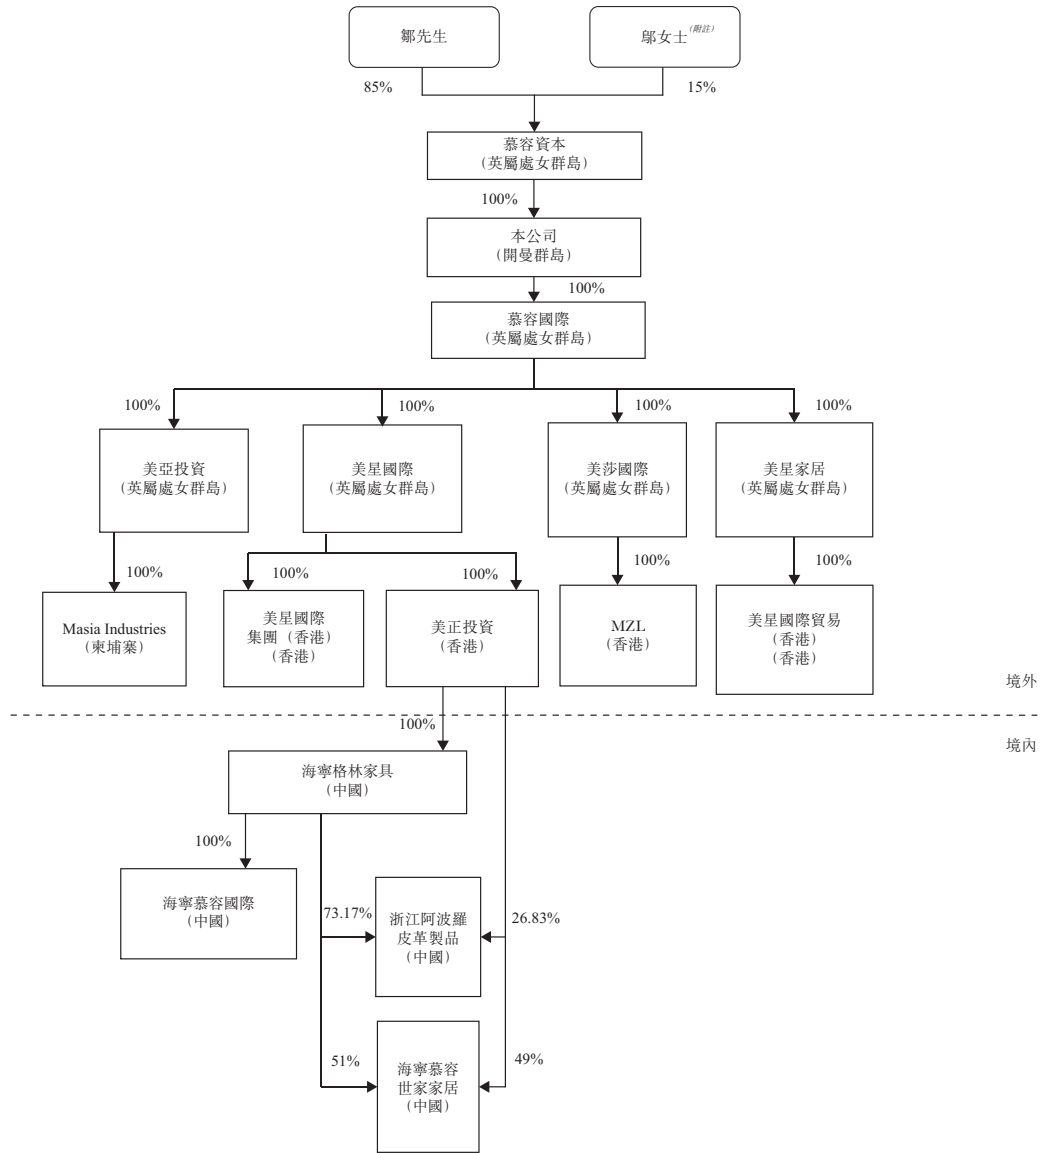 鄒先生
鄔女士(附註)
85%
15%
慕容資本
(英屬處女群島)
100%
本公司
(開曼群島)
100%
慕容國際
(英屬處女群島)
100%
100%
100%
100%
美亞投資
(英屬處女群島)
美星國際
(英屬處女群島)
美莎國際
(英屬處女群島)
美星家居
(英屬處女群島)
100%
100%
100%
100%
100%
Masia Industries
(柬埔寨)
美星國際
集團(香港)
(香港)
美正投資
(香港)
MZL
(香港)
美星國際貿易
(香港)
(香港)
境外
100%
境內
海寧格林家具
(中國)
100%
海寧慕容國際
(中國)
73.17%
浙江阿波羅
皮革製品
(中國)
26.83%
51%
海寧慕容
世家家居
(中國)
49%